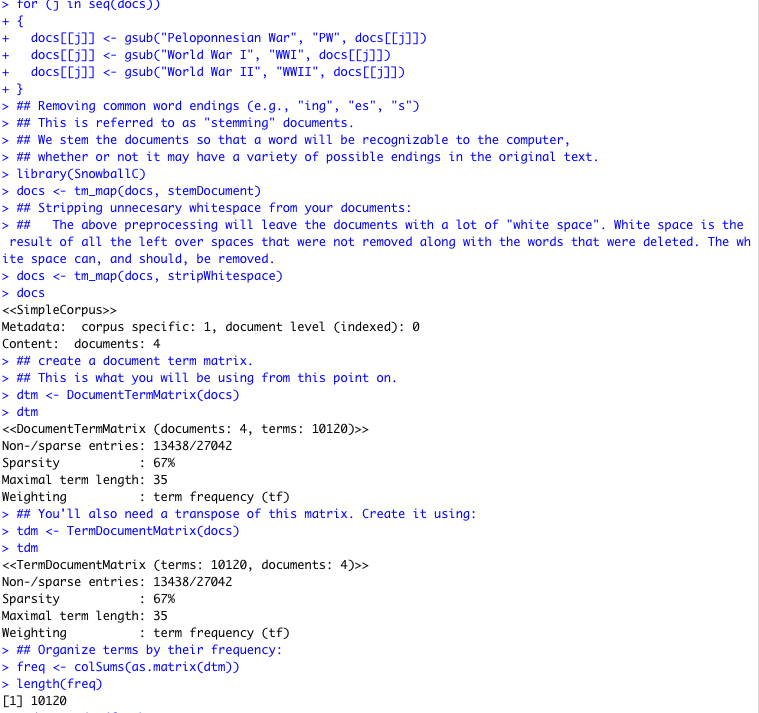 > for (j in seq(docs))
+ {
+   docs[[j]] <- gsub("Peloponnesian War", "PW", docs[[j]])
+   docs[[j]] <- gsub("World War I", "WWI", docs[[j]])
+   docs[[j]] <- gsub("World War II", "WWII", docs[[j]])
+ }
> ## Removing common word endings (e.g., "ing", "es", "s")
> ## This is referred to as "stemming" documents.
> ## We stem the documents so that a word will be recognizable to the computer,
> ## whether or not it may have a variety of possible endings in the original text.
> library(SnowballC)
> docs <- tm_map(docs, stemDocument)
> ## Stripping unnecesary whitespace from your documents:
> ##   The above preprocessing will leave the documents with a lot of "white space". White space is the
 result of all the left over spaces that were not removed along with the words that were deleted. The wh
ite space can, and should, be removed.
> docs <- tm_map(docs, stripWhitespace)
> docs
<<SimpleCorpus>>
Metadata:  corpus specific: 1, document level (indexed): 0
Content:  documents: 4
> ## create a document term matrix.
> ## This is what you will be using from this point on.
> dtm <- DocumentTermMatrix(docs)
> dtm
<<DocumentTermMatrix (documents: 4, terms: 10120)>>
Non-/sparse entries: 13438/27042
Sparsity           : 67%
Maximal term length: 35
Weighting          : term frequency (tf)
> ## You'll also need a transpose of this matrix. Create it using:
> tdm <- TermDocumentMatrix(docs)
> tdm
<<TermDocumentMatrix (terms: 10120, documents: 4)>>
Non-/sparse entries: 13438/27042
Sparsity           : 67%
Maximal term length: 35
Weighting          : term frequency (tf)
> ## Organize terms by their frequency:
> freq <- colSums(as.matrix(dtm))
> length(freq)
[1] 10120